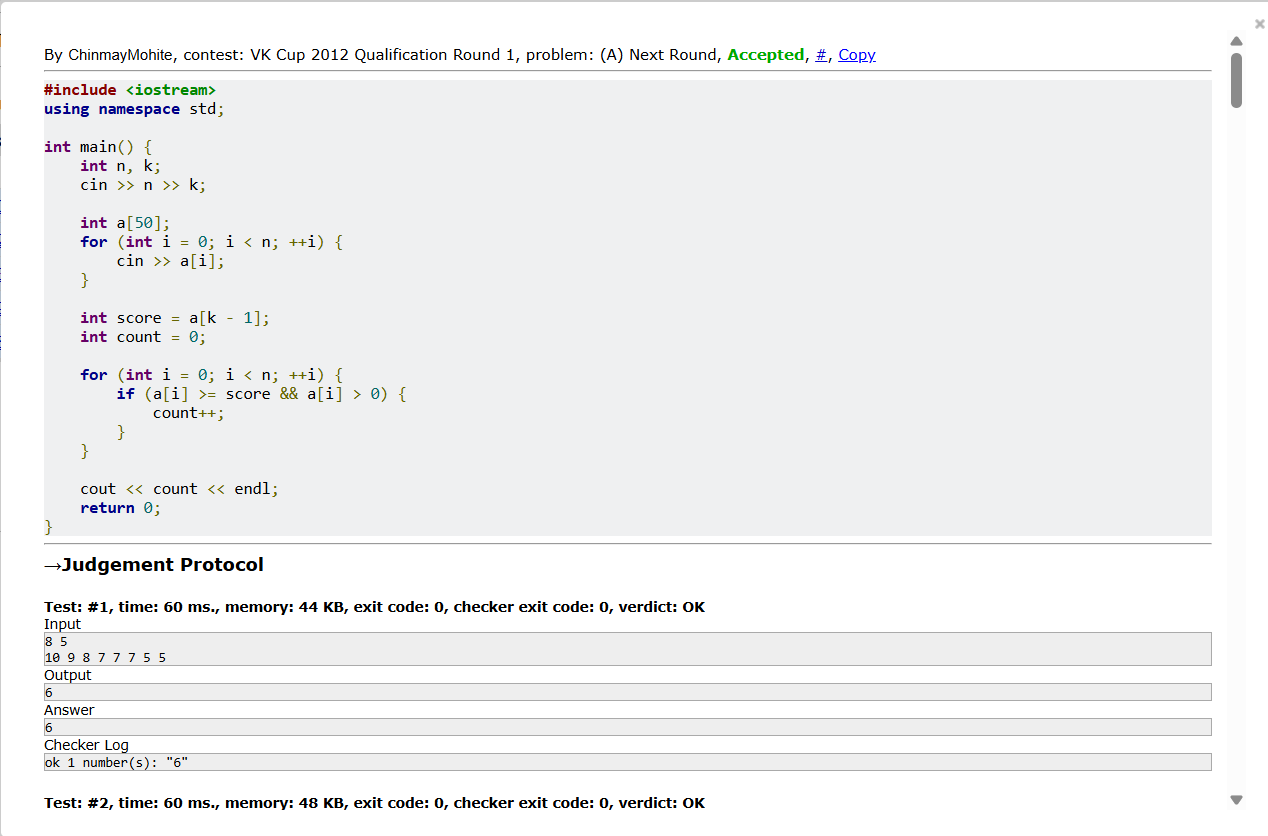 By ChinmayMohite, contest: VK Cup 2012 Qualification Round 1, problem: (A) Next Round, Accepted, #, Copy
#include <iostream>
using namespace std;
int main() {
    int n, k;
    cin >> n >> k;
    int a[50];
    for (int i = 0; i < n; ++i) {
        cin >> a[i];
    }
    int score = a[k - 1];
    int count = 0;
    for (int i = 0; i < n; ++i) {
        if (a[i] >= score && a[i] > 0) {
            count++;
        }
    }
    cout << count << endl;
    return 0;
}
→Judgement Protocol
Test: #1, time: 60 ms., memory: 44 KB, exit code: 0, checker exit code: 0, verdict: OK
Input
8 5
10 9 8 7 7 7 5 5
Output
6
Answer
6
Checker Log
ok 1 number(s): "6"
Test: #2, time: 60 ms., memory: 48 KB, exit code: 0, checker exit code: 0, verdict: OK